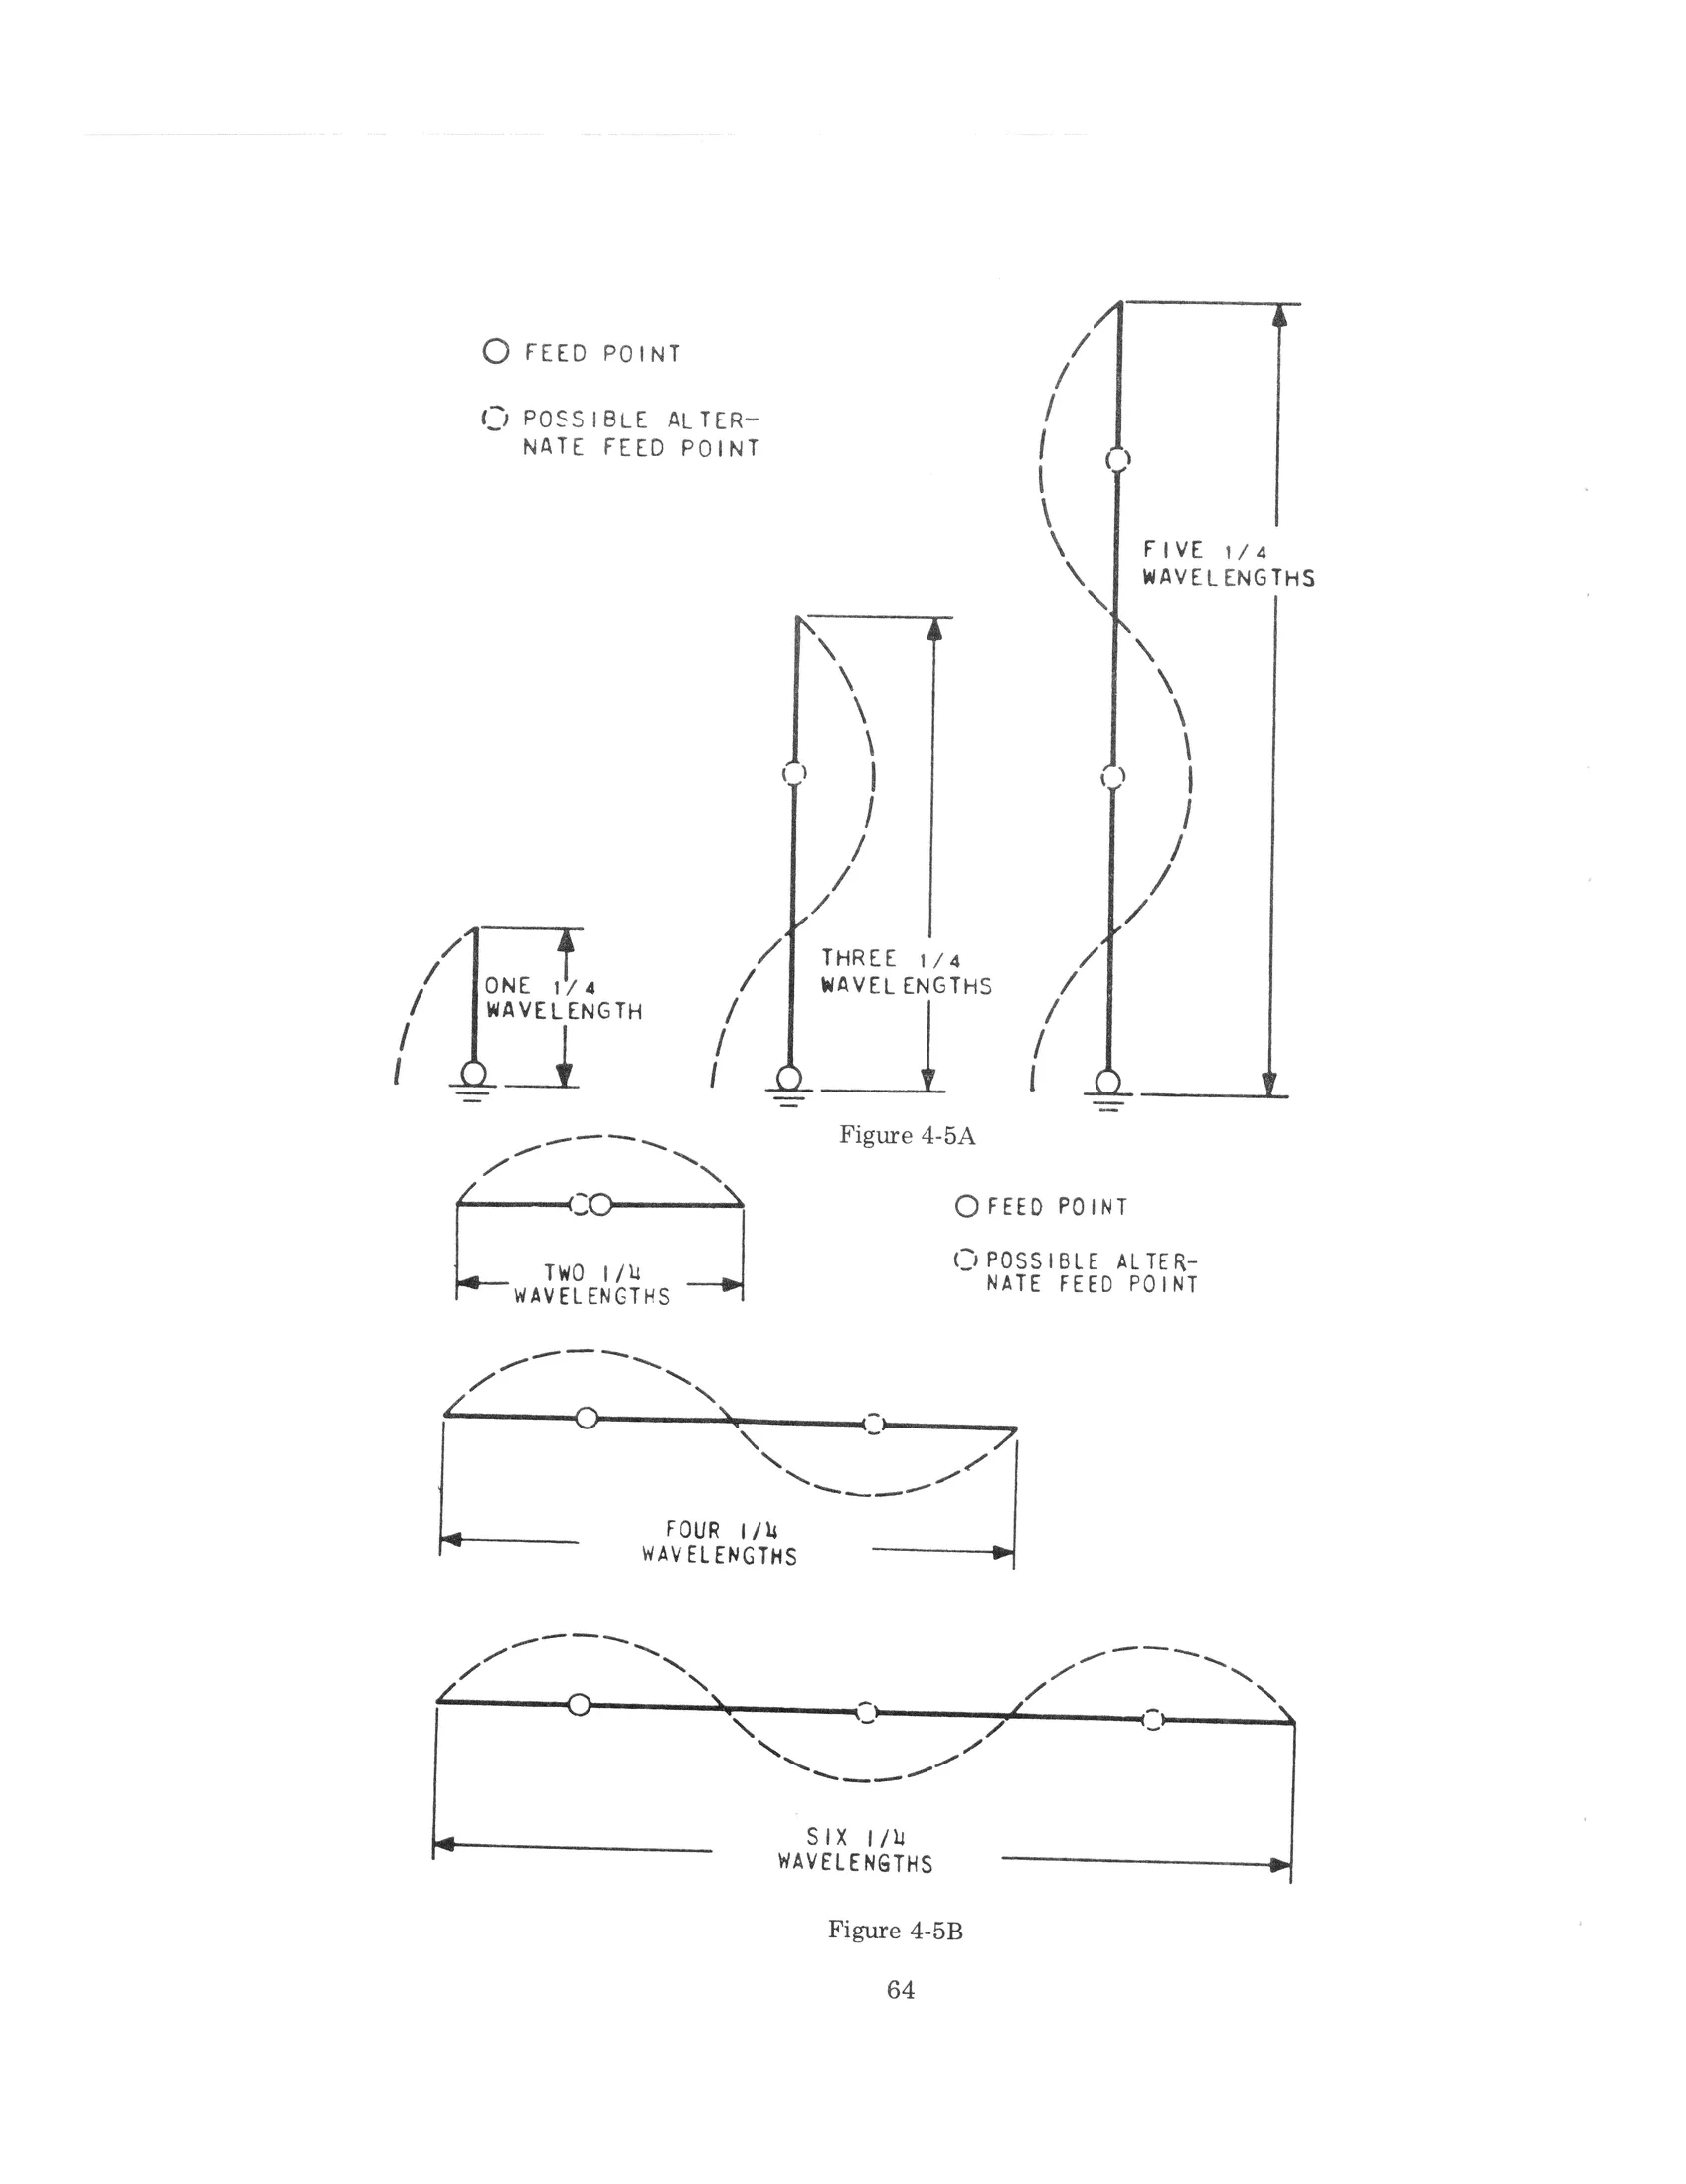 FEED POINT
POSSIBLE ALTER-
NATE FEED POINT
FIVE 1/4
WAVELENGTHS
THREE 1/4
WAVELENGTHS
ONE 1/4
WAVELENGTH
Figure 4-5A
FEED POINT
POSSIBLE ALTER-
NATE FEED POINT
TWO 1/4
WAVELENGTHS
FOUR 1/4
WAVELENGTHS
SIX 1/4
WAVELENGTHS
Figure 4-5B
64